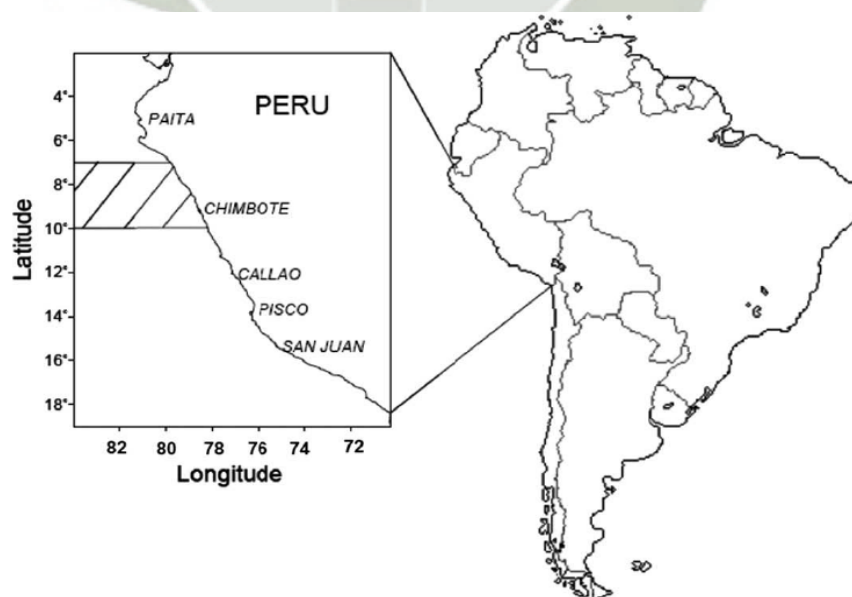 PERU
4°
PAITA
6°
8°
CHIMBOTE
10°
12°
CALLAO
PISCO
14°
SAN JUAN
16°
18°
Latitude
82 80 78 76 74 72
Longitude